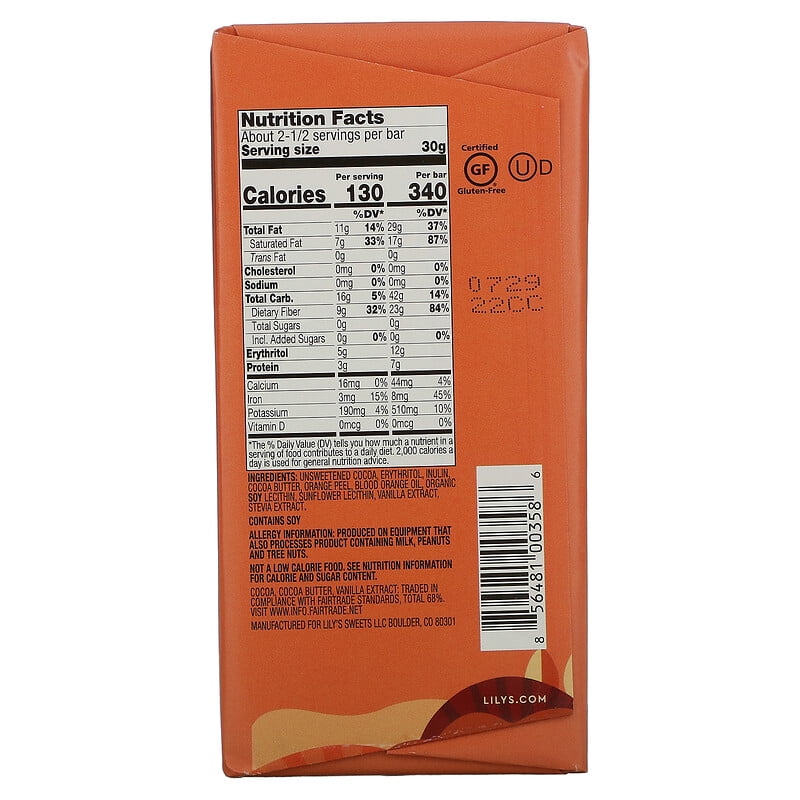 Nutrition Facts
About 2-1/2 servings per bar
Serving size 30g
Per serving Per bar
Calories 130 340
%DV* %DV*
Total Fat 11g 14% 29g 37%
Saturated Fat 7g 33% 17g 87%
Trans Fat 0g 0g
Cholesterol 0mg 0% 0mg 0%
Sodium 0mg 0% 0mg 0%
Total Carb. 16g 5% 42g 14%
Dietary Fiber 9g 32% 23g 84%
Total Sugars 0g 0g
Incl. Added Sugars 0g 0% 0g 0%
Erythritol 5g 12g
Protein 3g 7g
Calcium 16mg 0% 44mg 4%
Iron 3mg 15% 8mg 45%
Potassium 190mg 4% 510mg 10%
Vitamin D 0mcg 0% 0mcg 0%
*The % Daily Value (DV) tells you how much a nutrient in a
serving of food contributes to a daily diet. 2,000 calories a
day is used for general nutrition advice.
INGREDIENTS: UNSWEETENED COCOA, ERYTHRITOL, INULIN,
COCOA BUTTER, ORANGE PEEL, BLOOD ORANGE OIL, ORGANIC
SOY LECITHIN, SUNFLOWER LECITHIN, VANILLA EXTRACT,
STEVIA EXTRACT.
CONTAINS SOY
ALLERGY INFORMATION: PRODUCED ON EQUIPMENT THAT
ALSO PROCESSES PRODUCT CONTAINING MILK, PEANUTS
AND TREE NUTS.
NOT A LOW CALORIE FOOD. SEE NUTRITION INFORMATION
FOR CALORIE AND SUGAR CONTENT.
COCOA, COCOA BUTTER, VANILLA EXTRACT: TRADED IN
COMPLIANCE WITH FAIRTRADE STANDARDS, TOTAL 68%.
VISIT WWW.INFO.FAIRTRADE.NET
MANUFACTURED FOR LILY'S SWEETS LLC BOULDER, CO 80301
Certified
GF
Gluten-Free
U D
0729
22CC
8 56481 00358 6
LILYS.COM